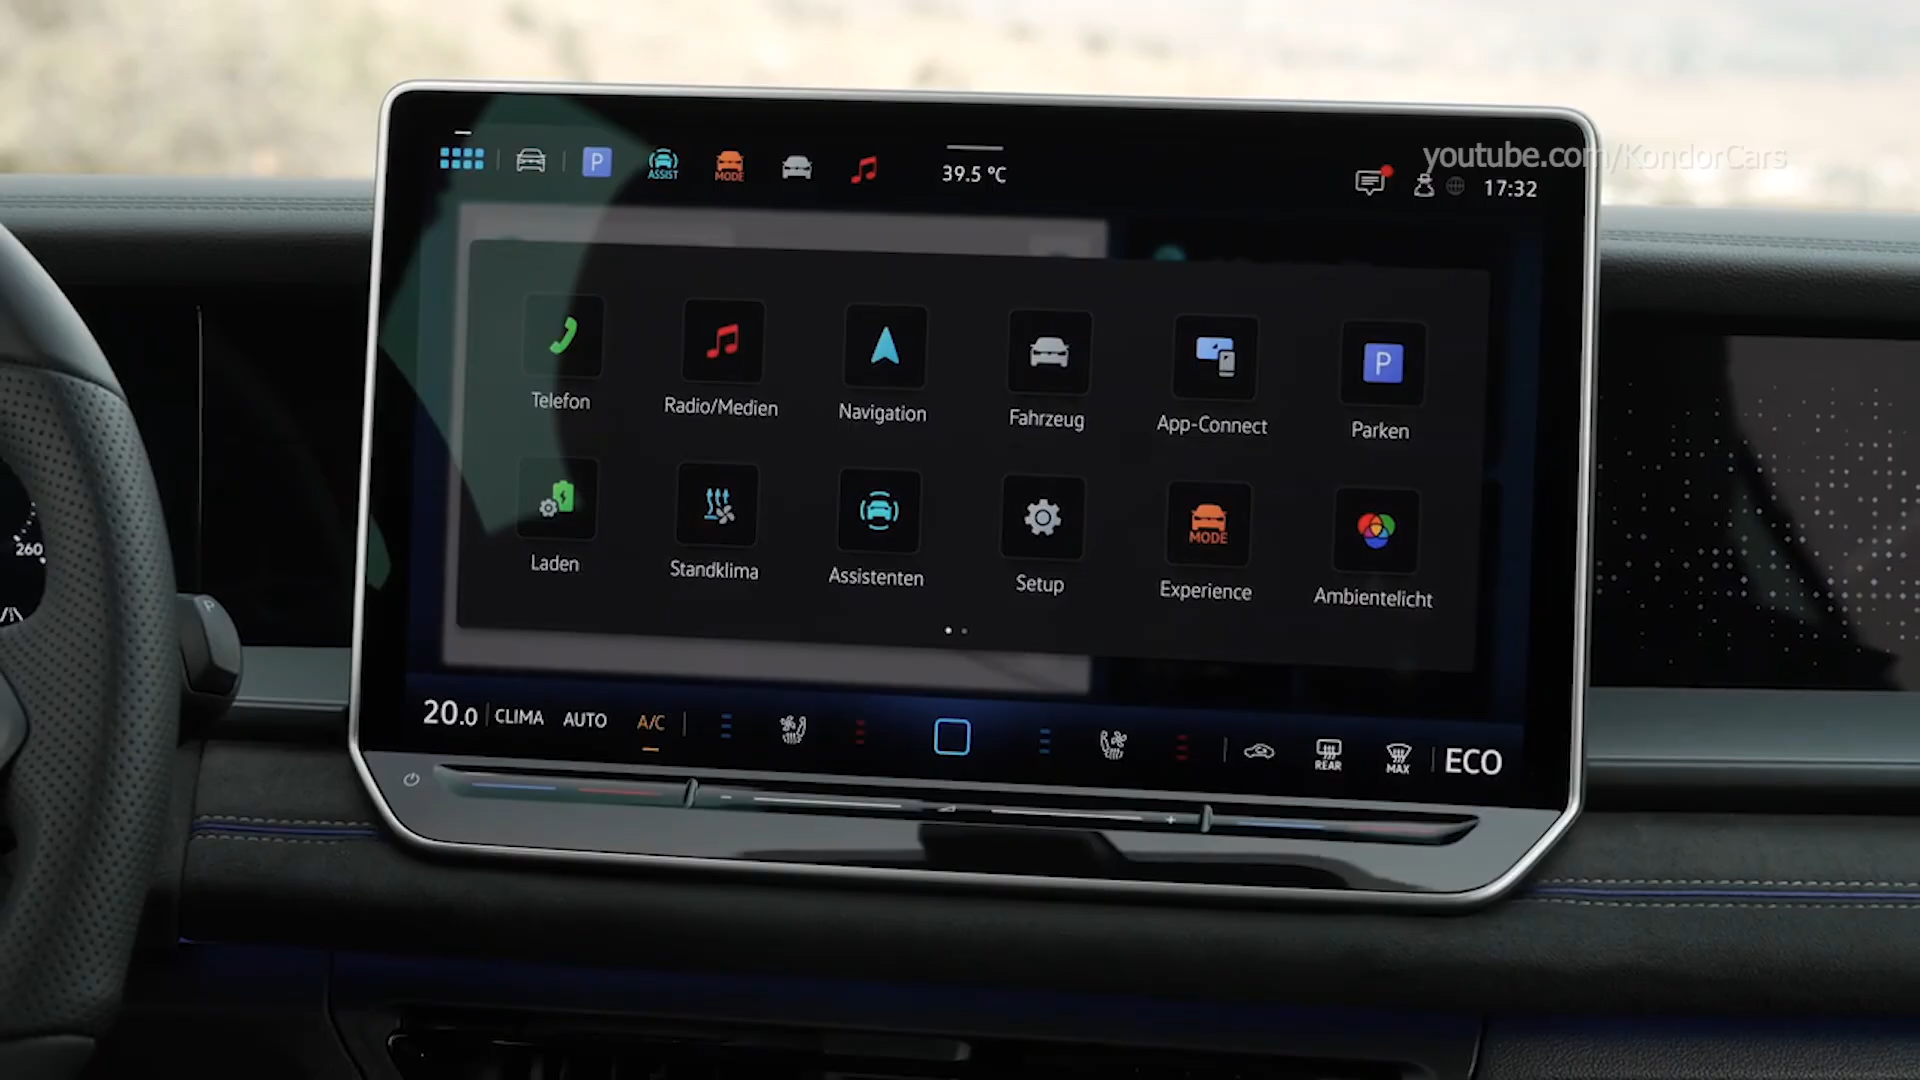 youtube.com/KondorCars
P ASSIST MODE 39.5 °C 17:32
Telefon Radio/Medien Navigation Fahrzeug App-Connect P Parken
Laden Standklima Assistenten Setup MODE Experience Ambientelicht
20.0 CLIMA AUTO A/C REAR MAX ECO
260
P